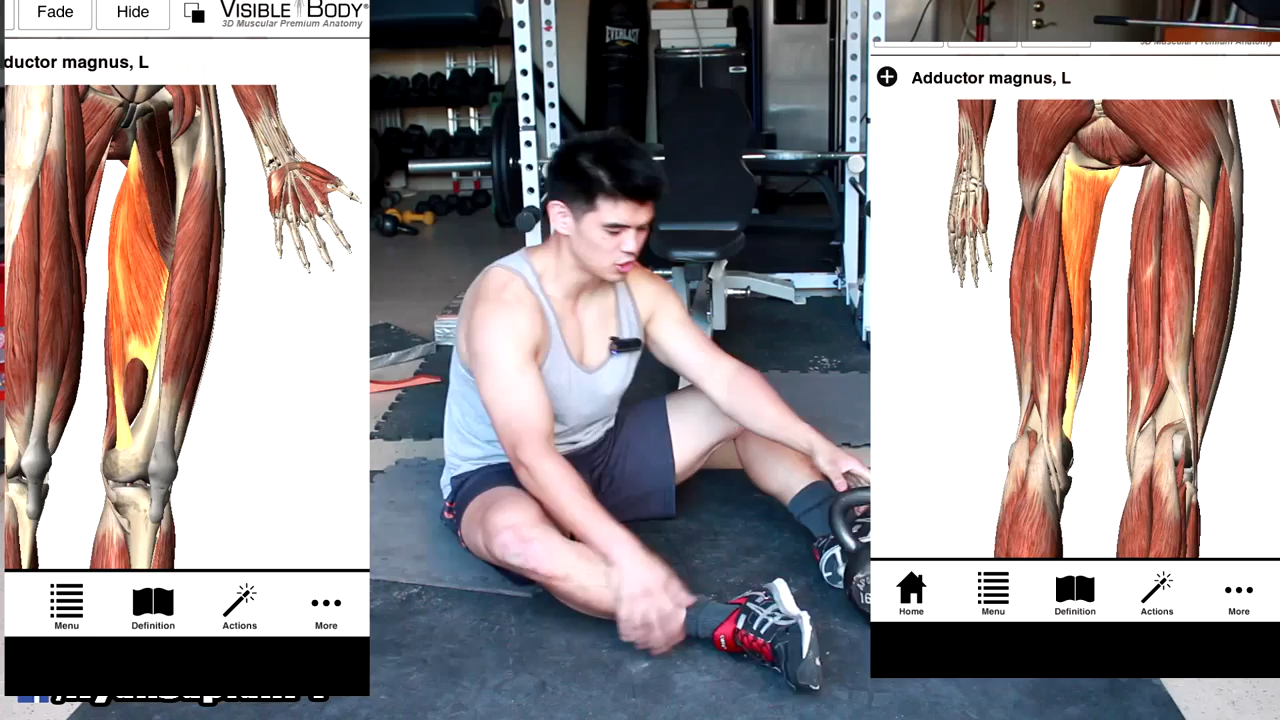 Fade
Hide
VISIBLE BODY®
3D Muscular Premium Anatomy
ductor magnus, L
Menu
Definition
Actions
More
EVERLAST
Adductor magnus, L
Home
Menu
Definition
Actions
More